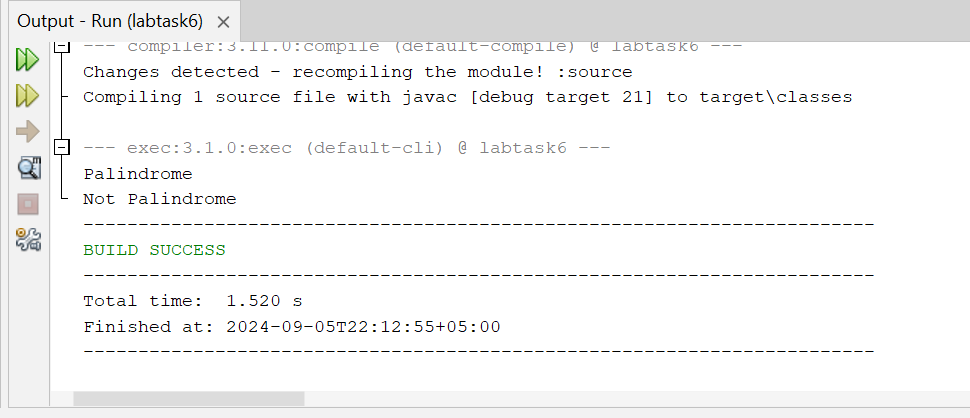 Output - Run (labtask6) ×
--- compiler:3.11.0:compile (default-compile) @ labtask6 ---
Changes detected - recompiling the module! :source
Compiling 1 source file with javac [debug target 21] to target\classes
--- exec:3.1.0:exec (default-cli) @ labtask6 ---
Palindrome
Not Palindrome
------------------------------------------------------------------------
BUILD SUCCESS
------------------------------------------------------------------------
Total time:  1.520 s
Finished at: 2024-09-05T22:12:55+05:00
------------------------------------------------------------------------